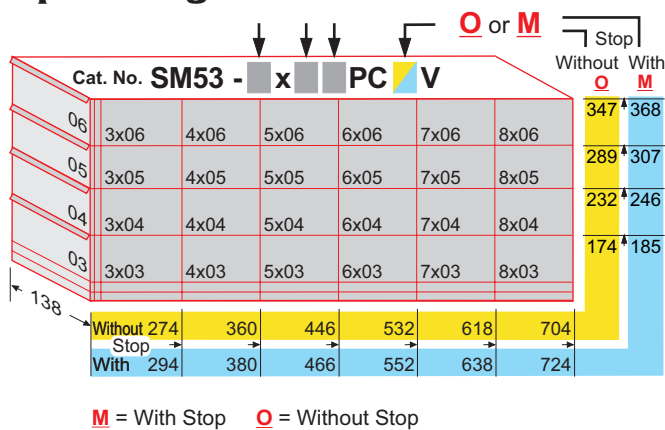 O or M
Stop
Without With
O M
Cat. No. SM53 - x PC V
347 368
06 3x06 4x06 5x06 6x06 7x06 8x06
289 307
05 3x05 4x05 5x05 6x05 7x05 8x05
232 246
04 3x04 4x04 5x04 6x04 7x04 8x04
174 185
03 3x03 4x03 5x03 6x03 7x03 8x03
138
Without 274 360 446 532 618 704
Stop
With 294 380 466 552 638 724
M = With Stop O = Without Stop